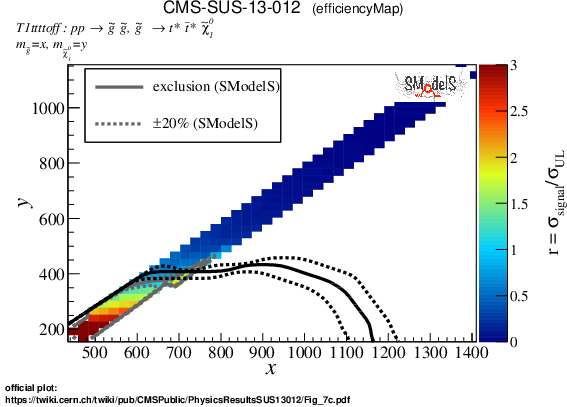 CMS-SUS-13-012 (efficiencyMap)
T1ttttoff : pp → g̃ g̃, g̃ → t* t̄* χ̃₁⁰
m_g̃=x, m_χ̃₁⁰=y
exclusion (SModelS)
±20% (SModelS)
SModelS
y
1000
800
600
400
200
500 600 700 800 900 1000 1100 1200 1300 1400
x
3
2.5
2
1.5
1
0.5
0
r = σ_signal/σ_UL
official plot:
https://twiki.cern.ch/twiki/pub/CMSPublic/PhysicsResultsSUS13012/Fig_7c.pdf